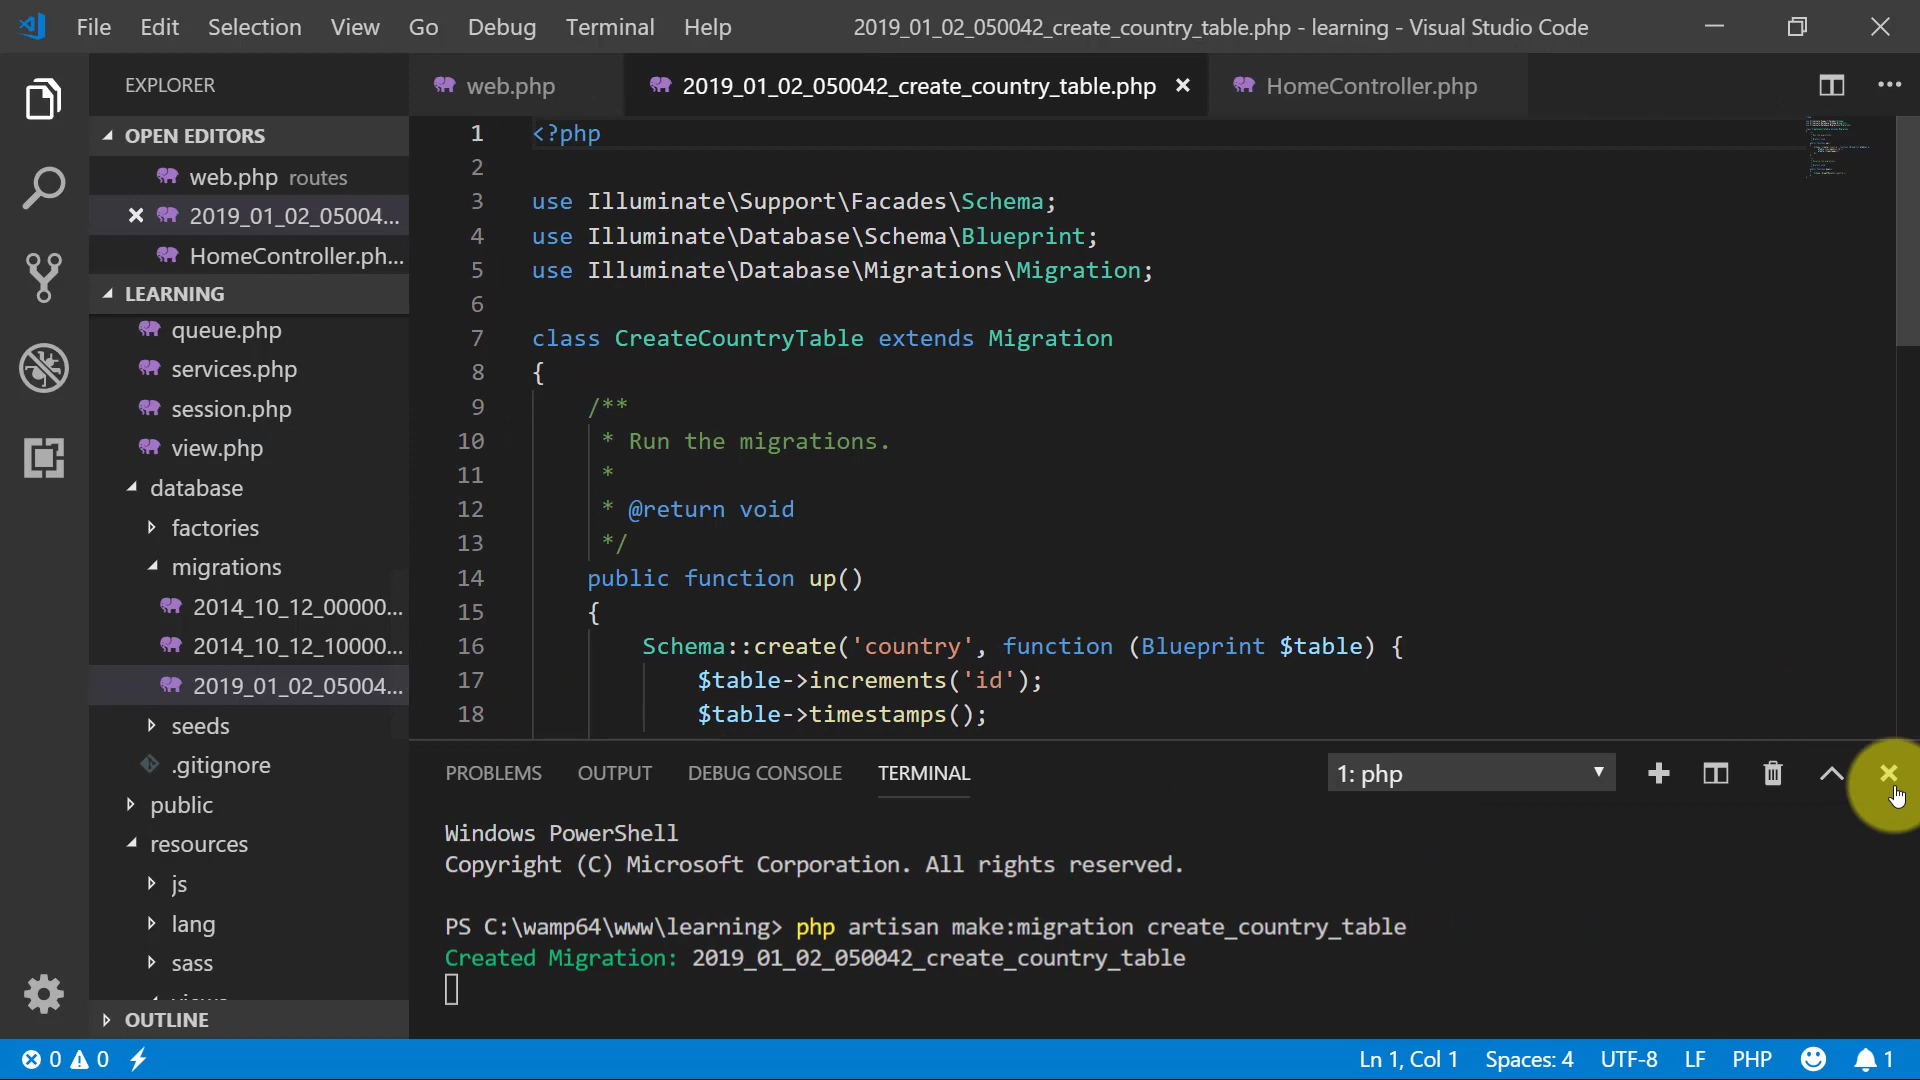 File Edit Selection View Go Debug Terminal Help 2019_01_02_050042_create_country_table.php - learning - Visual Studio Code
EXPLORER
OPEN EDITORS
web.php routes
2019_01_02_05004...
HomeController.ph...
LEARNING
queue.php
services.php
session.php
view.php
database
factories
migrations
2014_10_12_00000...
2014_10_12_10000...
2019_01_02_05004...
seeds
.gitignore
public
resources
js
lang
sass
views
OUTLINE
web.php 2019_01_02_050042_create_country_table.php HomeController.php
1 <?php
2
3 use Illuminate\Support\Facades\Schema;
4 use Illuminate\Database\Schema\Blueprint;
5 use Illuminate\Database\Migrations\Migration;
6
7 class CreateCountryTable extends Migration
8 {
9 /**
10 * Run the migrations.
11 *
12 * @return void
13 */
14 public function up()
15 {
16 Schema::create('country', function (Blueprint $table) {
17 $table->increments('id');
18 $table->timestamps();
PROBLEMS OUTPUT DEBUG CONSOLE TERMINAL 1: php
Windows PowerShell
Copyright (C) Microsoft Corporation. All rights reserved.
PS C:\wamp64\www\learning> php artisan make:migration create_country_table
Created Migration: 2019_01_02_050042_create_country_table
0 0 Ln 1, Col 1 Spaces: 4 UTF-8 LF PHP 1